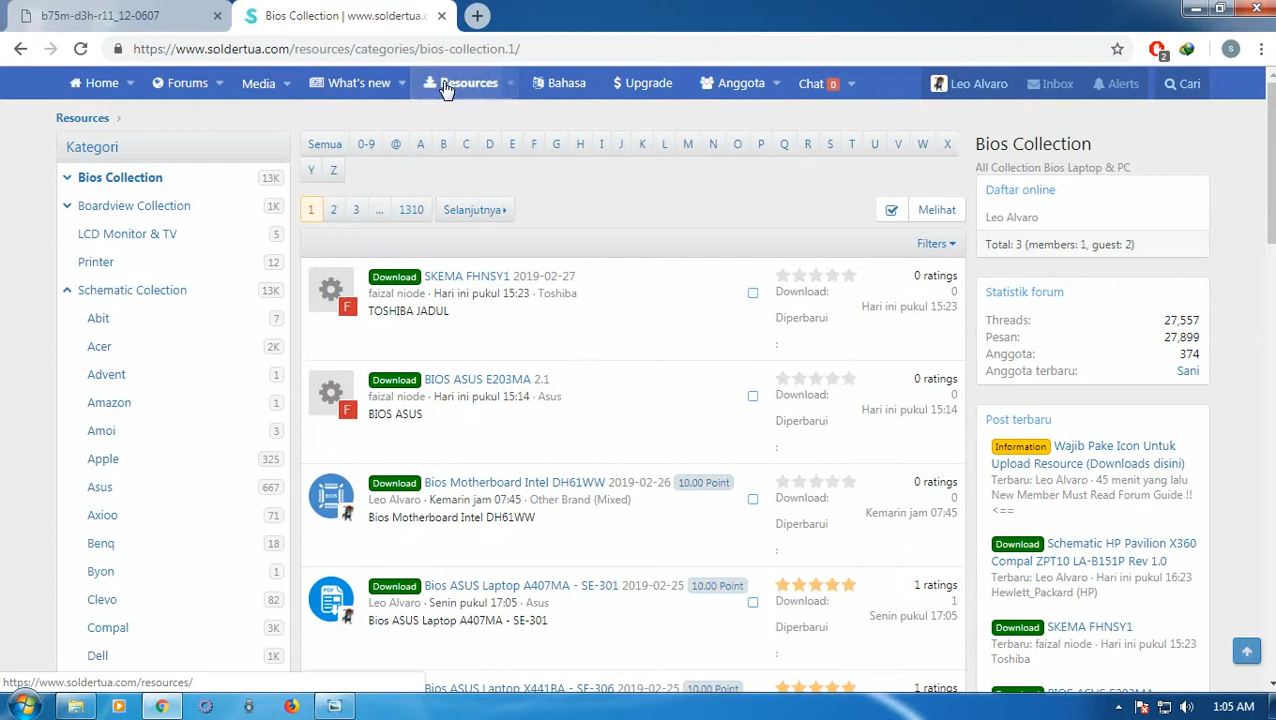 b75m-d3h-r11_12-0607
Bios Collection | www.soldertua.c
https://www.soldertua.com/resources/categories/bios-collection.1/
S
2
Home
Forums
Media
What's new
Resources
Bahasa
Upgrade
Anggota
Chat 0
Leo Alvaro
Inbox
Alerts
Cari
Resources
Kategori
Bios Collection 13K
Boardview Collection 1K
LCD Monitor & TV 5
Printer 12
Schematic Colection 13K
Abit 7
Acer 2K
Advent 1
Amazon 1
Amoi 3
Apple 325
Asus 667
Axioo 71
Benq 18
Byon 1
Clevo 82
Compal 3K
Dell 1K
Semua 0-9 @ A B C D E F G H I J K L M N O P Q R S T U V W X
Y Z
1 2 3 ... 1310 Selanjutnya
Melihat
Filters
F
Download SKEMA FHNSY1 2019-02-27
faizal niode · Hari ini pukul 15:23 · Toshiba
TOSHIBA JADUL
0 ratings
Download: 0
Hari ini pukul 15:23
Diperbarui
:
F
Download BIOS ASUS E203MA 2.1
faizal niode · Hari ini pukul 15:14 · Asus
BIOS ASUS
0 ratings
Download: 0
Hari ini pukul 15:14
Diperbarui
:
BIOS
Download Bios Motherboard Intel DH61WW 2019-02-26 10.00 Point
Leo Alvaro · Kemarin jam 07:45 · Other Brand (Mixed)
Bios Motherboard Intel DH61WW
0 ratings
Download: 0
Kemarin jam 07:45
Diperbarui
:
PDF
Download Bios ASUS Laptop A407MA - SE-301 2019-02-25 10.00 Point
Leo Alvaro · Senin pukul 17:05 · Asus
Bios ASUS Laptop A407MA - SE-301
1 ratings
Download: 1
Senin pukul 17:05
Diperbarui
:
Bios ASUS Laptop X441BA - SE-306 2019-02-25 10.00 Point
1 ratings
Bios Collection
All Collection Bios Laptop & PC
Daftar online
Leo Alvaro
Total: 3 (members: 1, guest: 2)
Statistik forum
Threads: 27,557
Pesan: 27,899
Anggota: 374
Anggota terbaru: Sani
Post terbaru
Information Wajib Pake Icon Untuk
Upload Resource (Downloads disini)
Terbaru: Leo Alvaro · 45 menit yang lalu
New Member Must Read Forum Guide !!
<==
Download Schematic HP Pavilion X360
Compal ZPT10 LA-B151P Rev 1.0
Terbaru: Leo Alvaro · Hari ini pukul 16:23
Hewlett_Packard (HP)
Download SKEMA FHNSY1
Terbaru: faizal niode · Hari ini pukul 15:23
Toshiba
BIOS ASUS E203MA
https://www.soldertua.com/resources/
1:05 AM